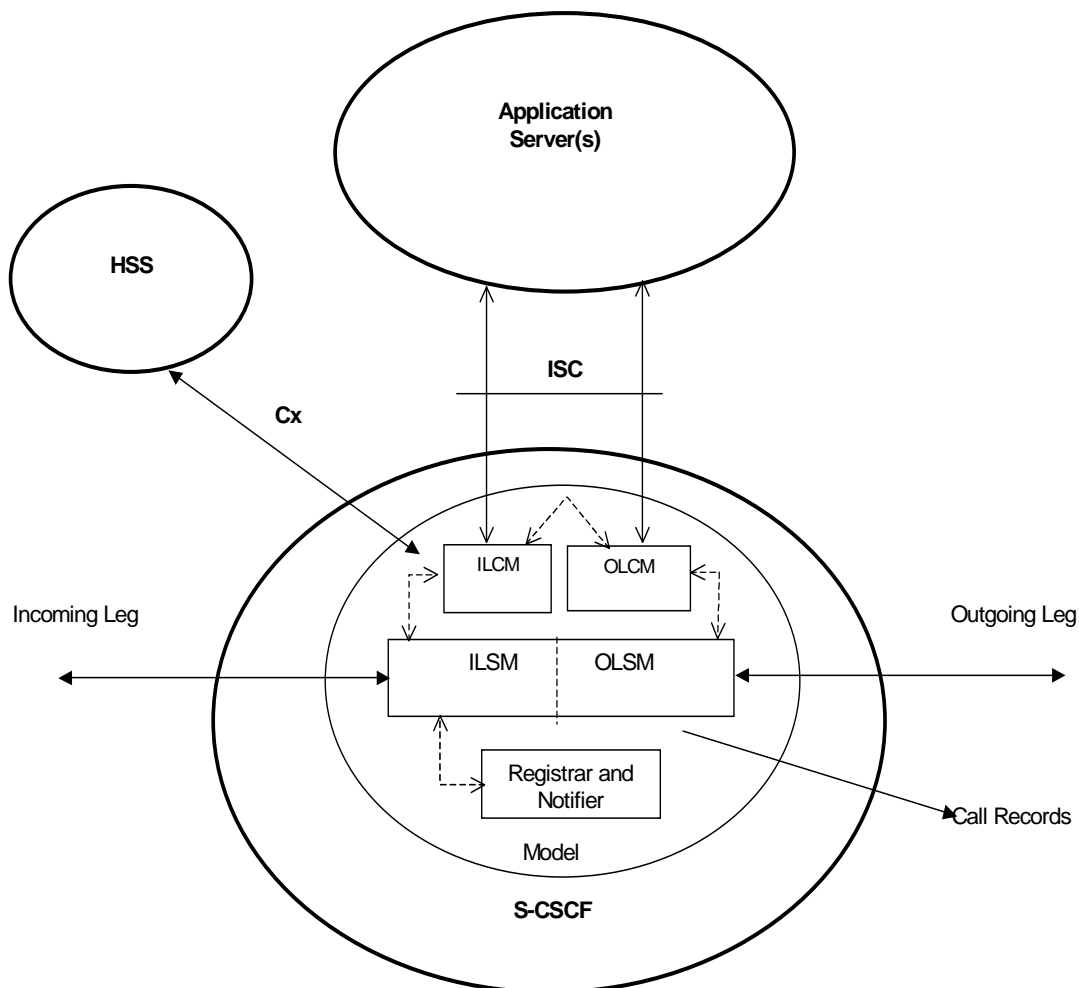 Application
Server(s)
HSS
ISC
Cx
ILCM
OLCM
Incoming Leg
Outgoing Leg
ILSM
OLSM
Registrar and
Notifier
Call Records
Model
S-CSCF